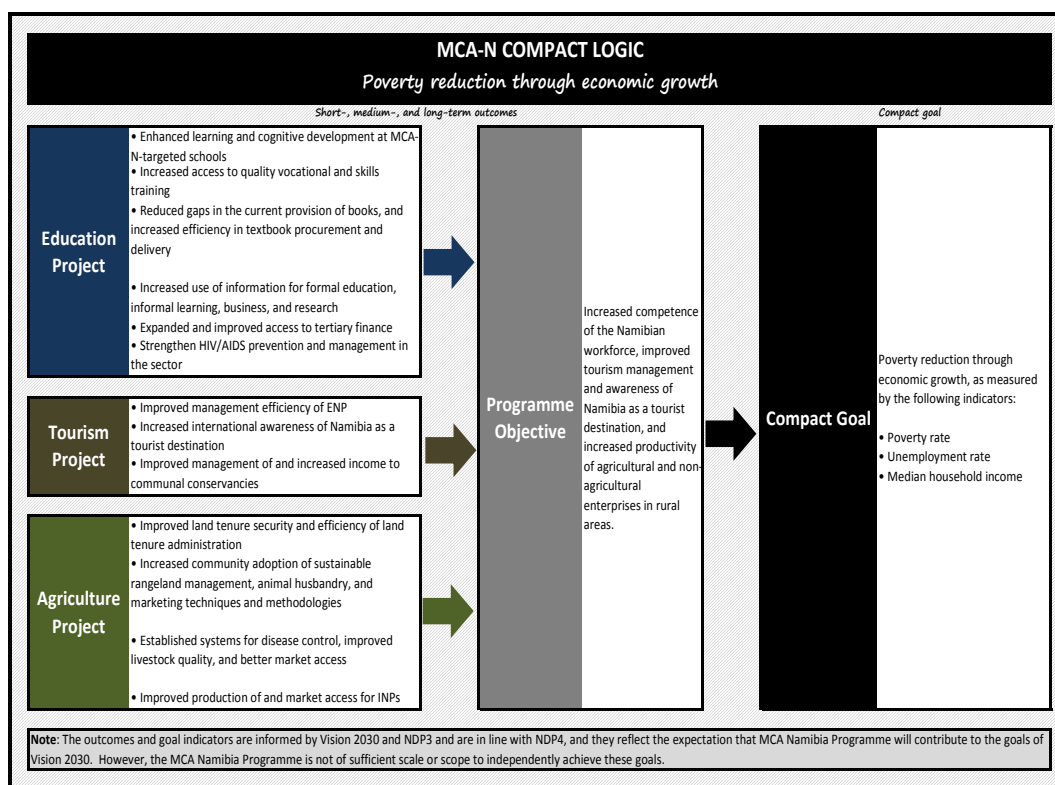 MCA-N COMPACT LOGIC
Poverty reduction through economic growth
Short-, medium-, and long-term outcomes
Compact goal
Education
Project
• Enhanced learning and cognitive development at MCA-
N-targeted schools
• Increased access to quality vocational and skills
training
• Reduced gaps in the current provision of books, and
increased efficiency in textbook procurement and
delivery
• Increased use of information for formal education,
informal learning, business, and research
• Expanded and improved access to tertiary finance
• Strengthen HIV/AIDS prevention and management in
the sector
Tourism
Project
• Improved management efficiency of ENP
• Increased international awareness of Namibia as a
tourist destination
• Improved management of and increased income to
communal conservancies
Agriculture
Project
• Improved land tenure security and efficiency of land
tenure administration
• Increased community adoption of sustainable
rangeland management, animal husbandry, and
marketing techniques and methodologies
• Established systems for disease control, improved
livestock quality, and better market access
• Improved production of and market access for INPs
Programme
Objective
Increased competence
of the Namibian
workforce, improved
tourism management
and awareness of
Namibia as a tourist
destination, and
increased productivity
of agricultural and non-
agricultural
enterprises in rural
areas.
Compact Goal
Poverty reduction through
economic growth, as measured
by the following indicators:
• Poverty rate
• Unemployment rate
• Median household income
Note: The outcomes and goal indicators are informed by Vision 2030 and NDP3 and are in line with NDP4, and they reflect the expectation that MCA Namibia Programme will contribute to the goals of
Vision 2030. However, the MCA Namibia Programme is not of sufficient scale or scope to independently achieve these goals.